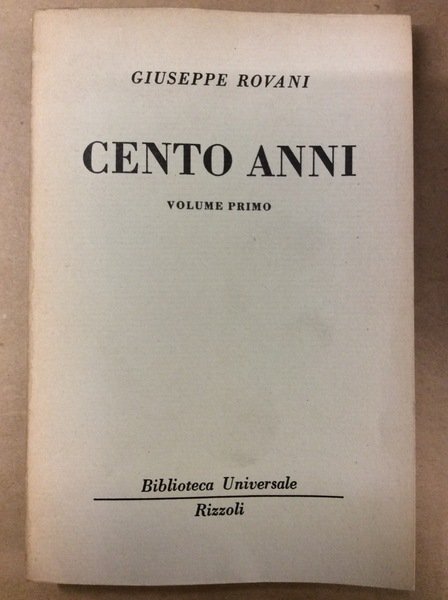 GIUSEPPE ROVANI
CENTO ANNI
VOLUME PRIMO
Biblioteca Universale
Rizzoli